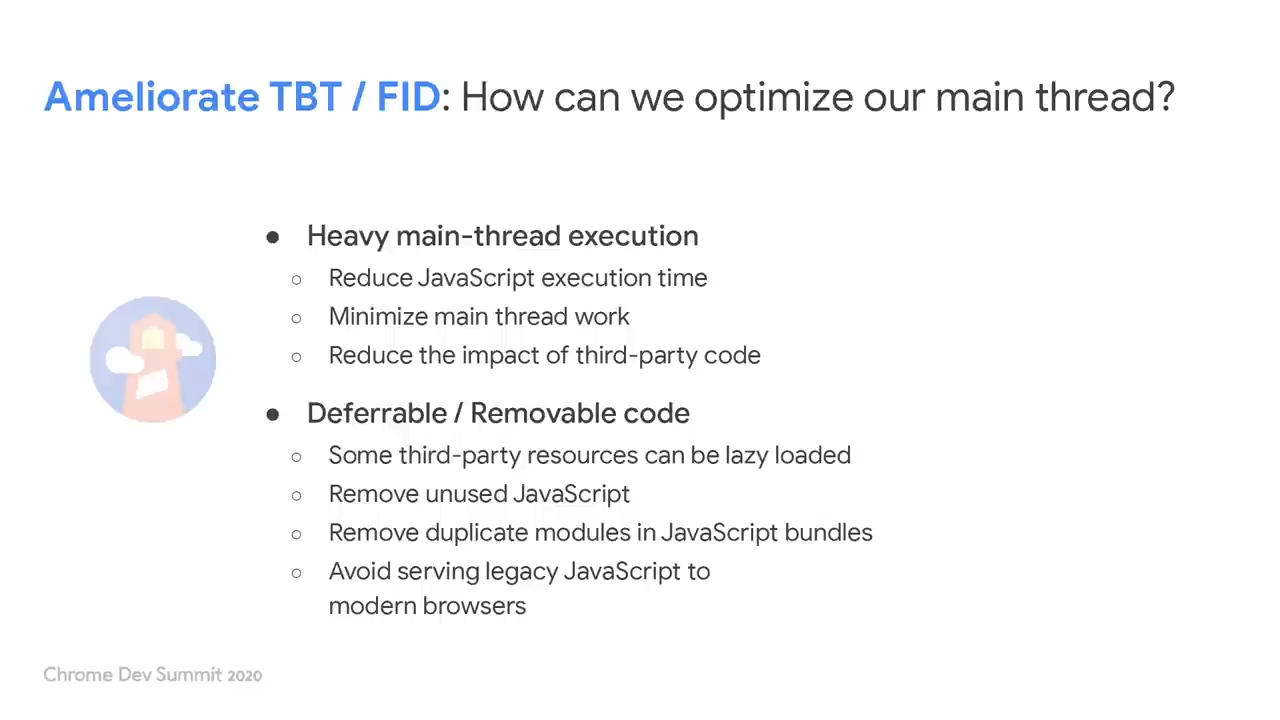 Ameliorate TBT / FID: How can we optimize our main thread?
● Heavy main-thread execution
○ Reduce JavaScript execution time
○ Minimize main thread work
○ Reduce the impact of third-party code
● Deferrable / Removable code
○ Some third-party resources can be lazy loaded
○ Remove unused JavaScript
○ Remove duplicate modules in JavaScript bundles
○ Avoid serving legacy JavaScript to
modern browsers
Chrome Dev Summit 2020